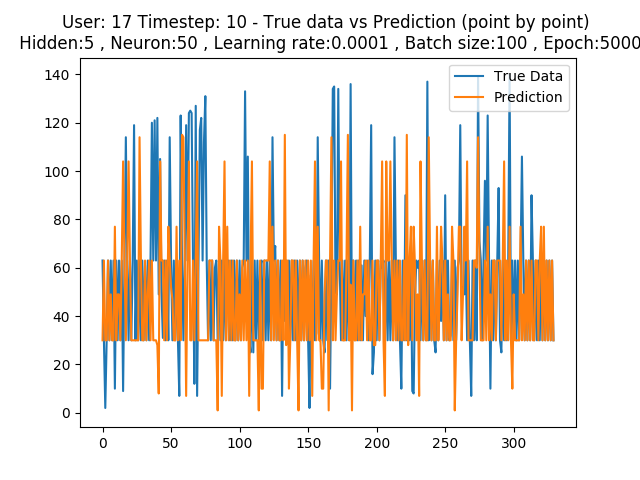 User: 17 Timestep: 10 - True data vs Prediction (point by point)
Hidden:5 , Neuron:50 , Learning rate:0.0001 , Batch size:100 , Epoch:5000
True Data
Prediction
140
120
100
80
60
40
20
0
0 50 100 150 200 250 300